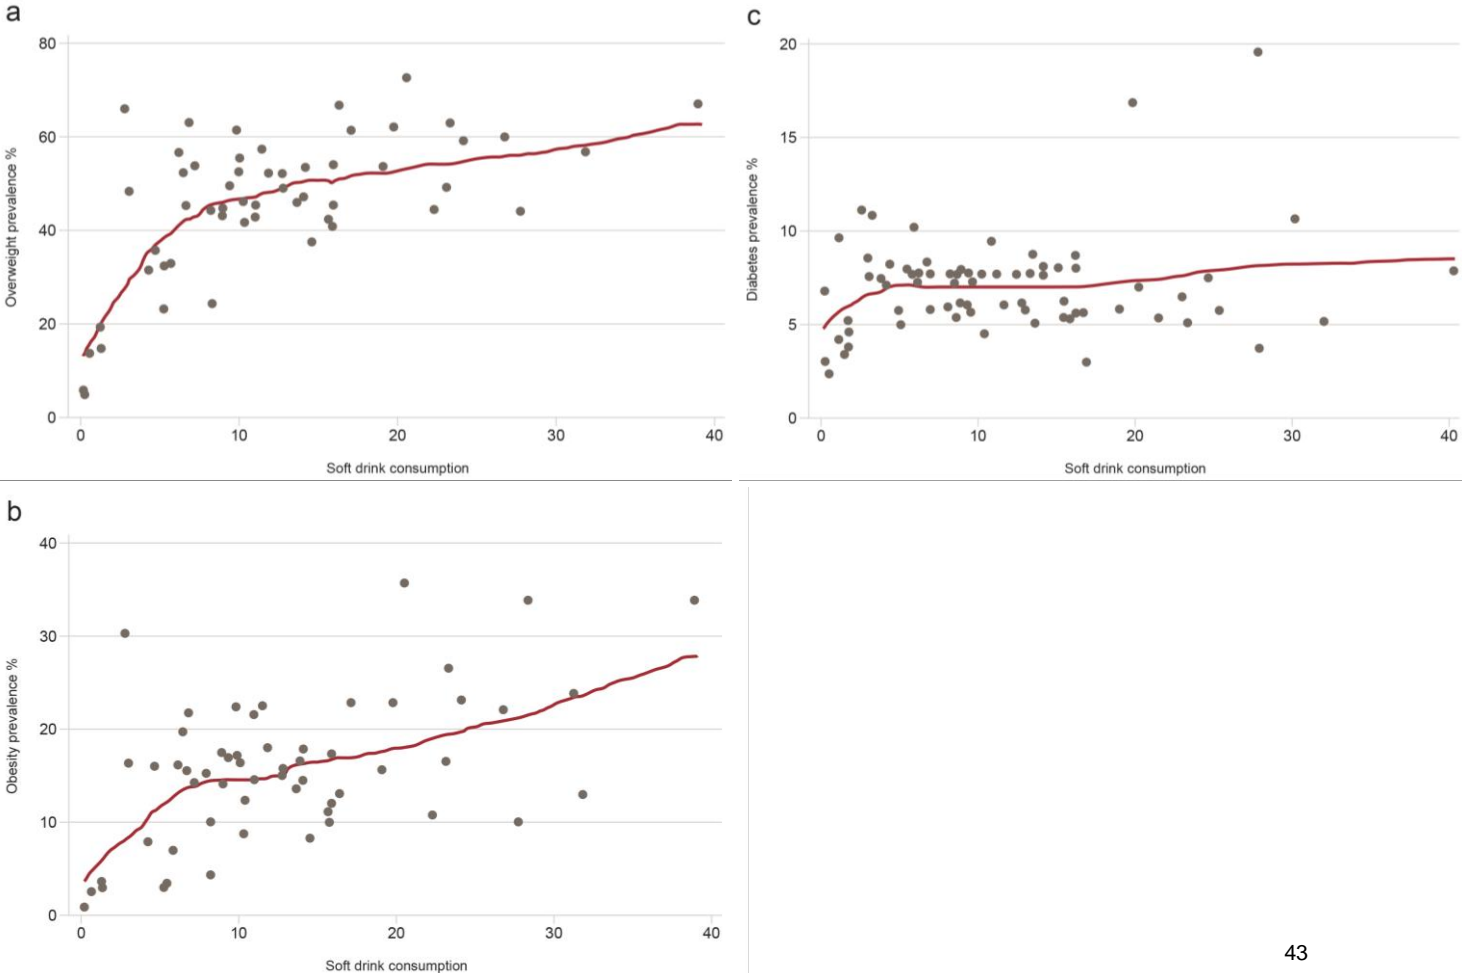 a
Overweight prevalence %
80
60
40
20
0
0 10 20 30 40
Soft drink consumption
c
Diabetes prevalence %
20
15
10
5
0
0 10 20 30 40
Soft drink consumption
b
Obesity prevalence %
40
30
20
10
0
0 10 20 30 40
Soft drink consumption
43